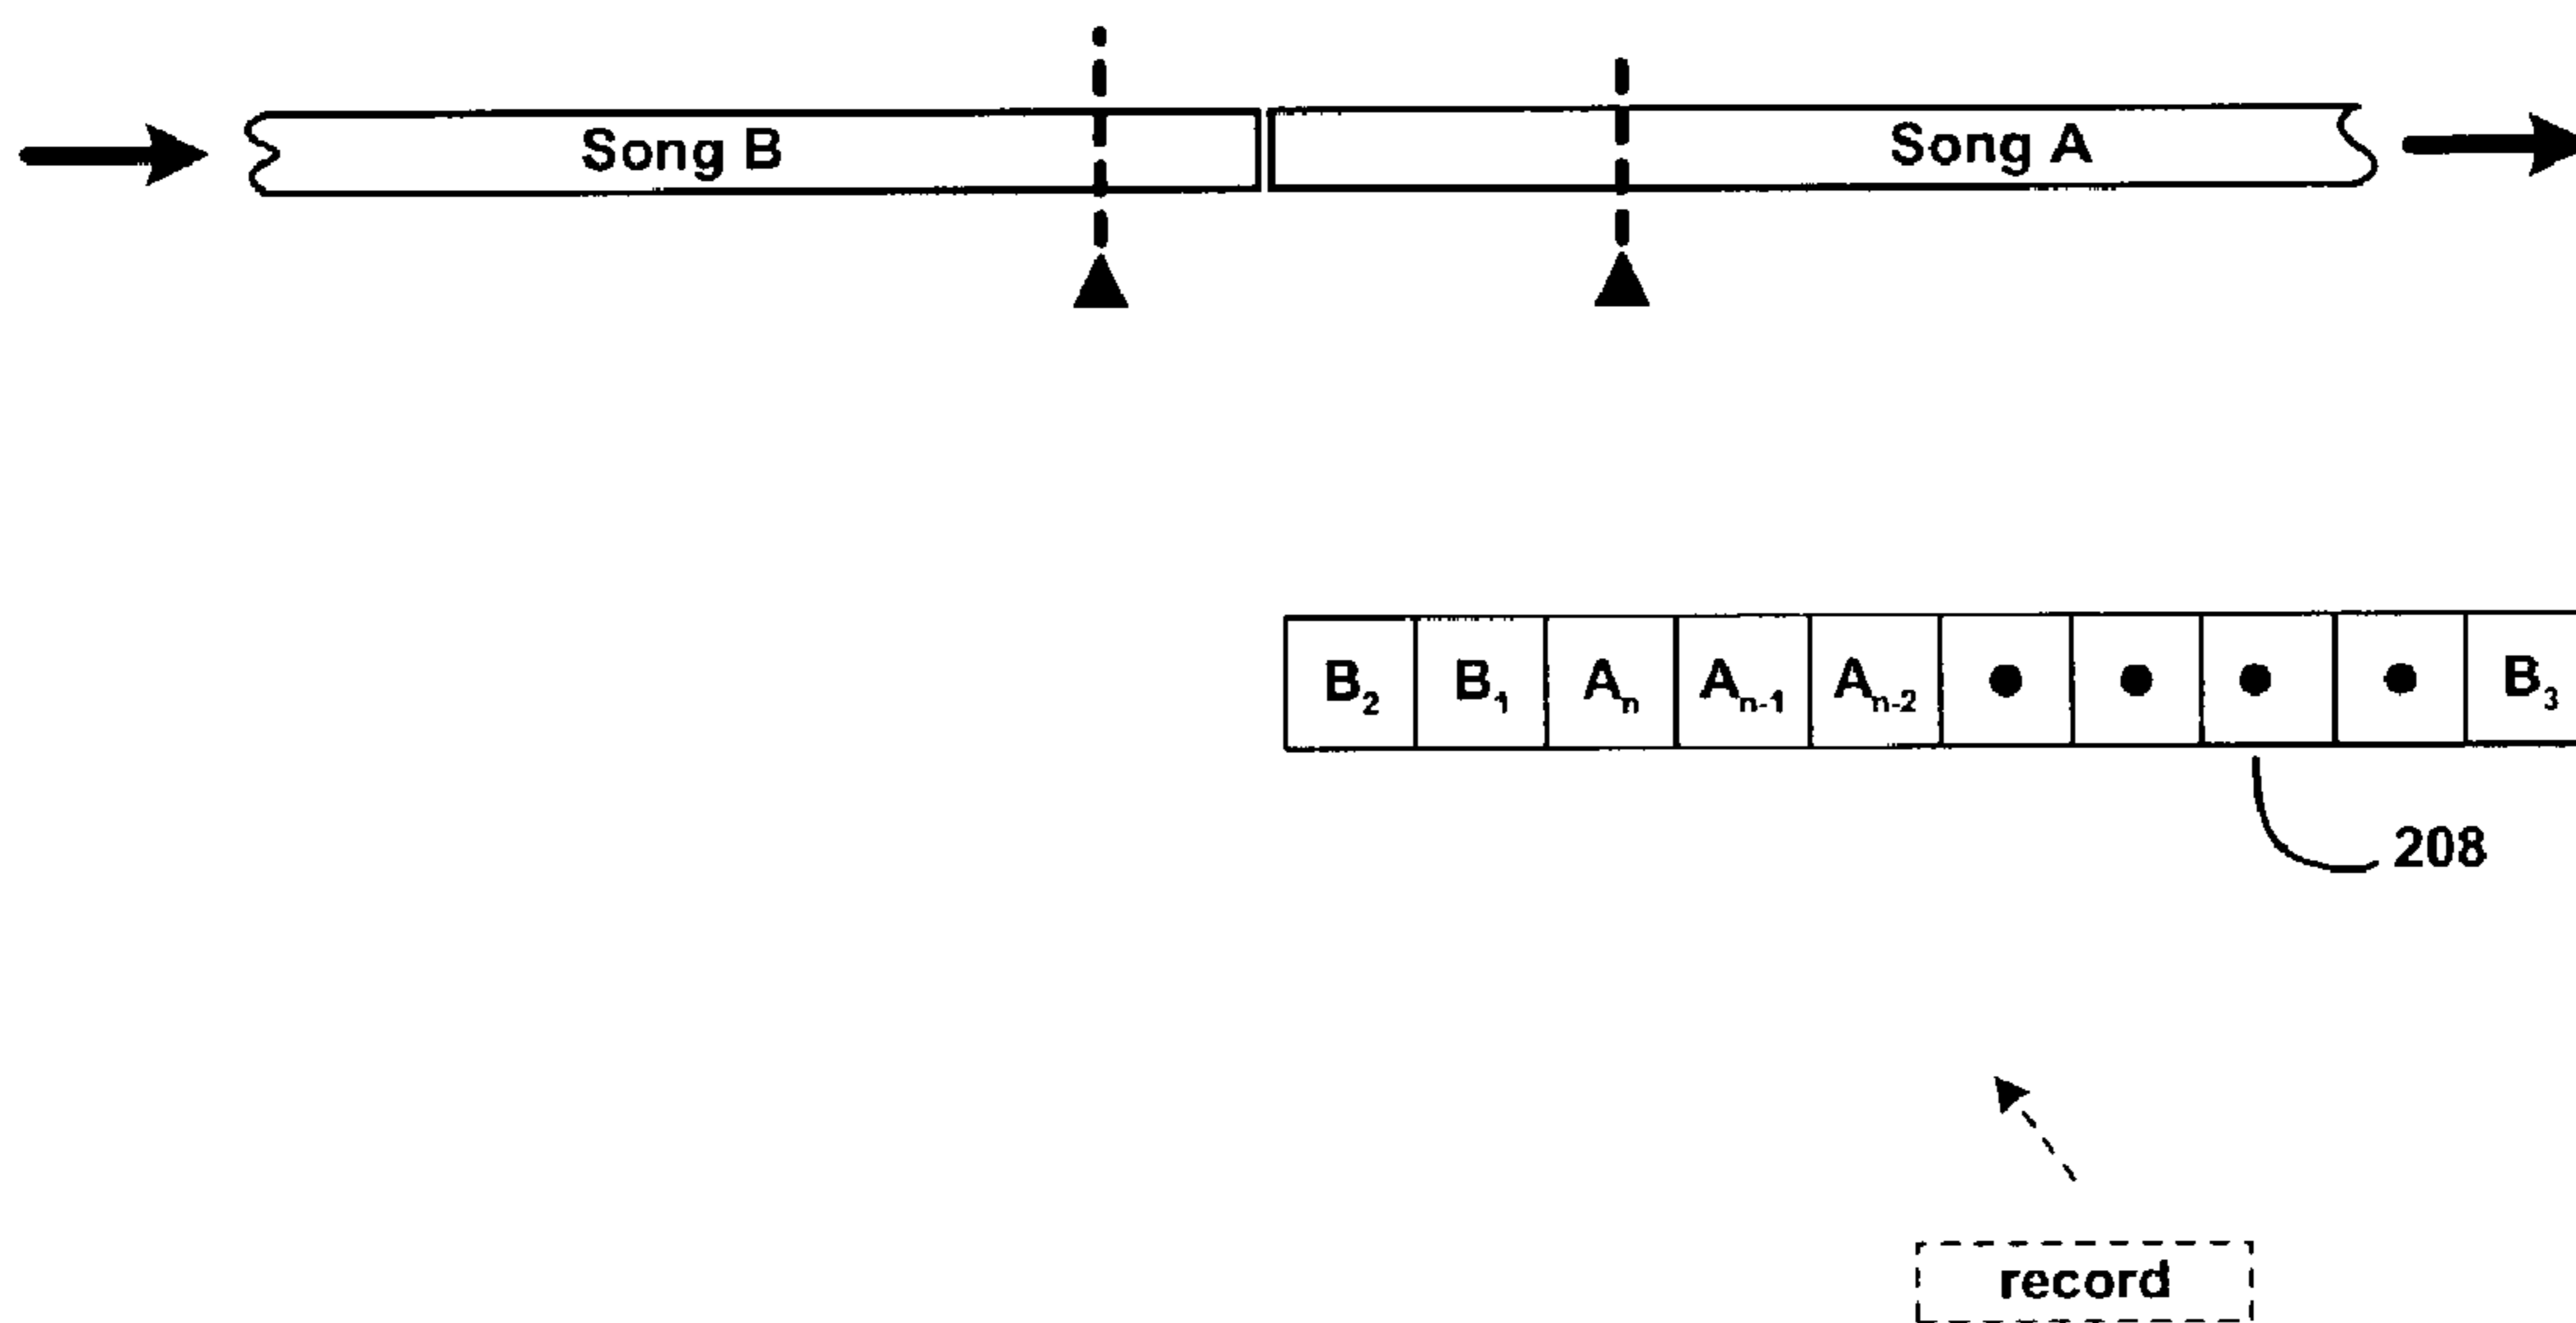 Song B Song A
B₂ B₁ Aₙ Aₙ₋₁ Aₙ₋₂ ● ● ● ● B₃
208
record